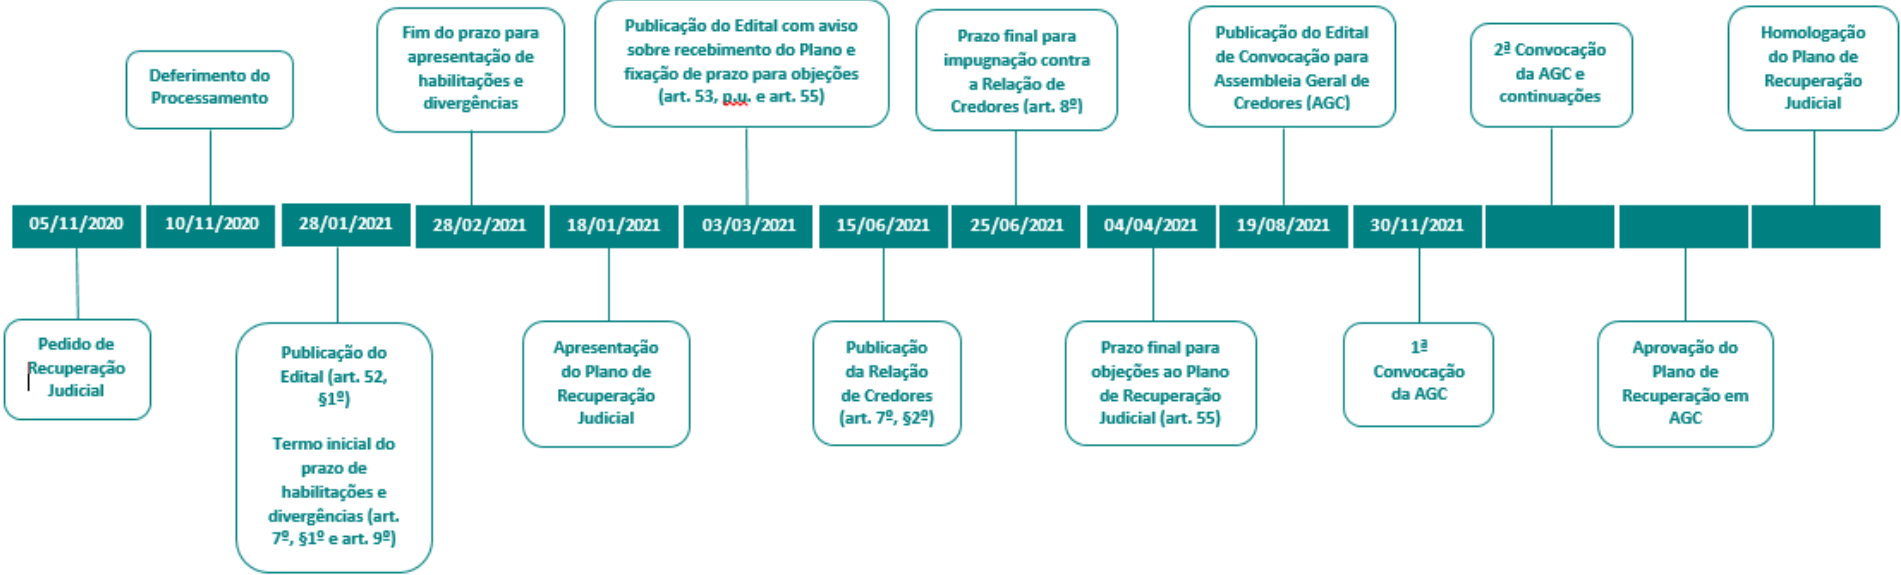 Deferimento do
Processamento
Fim do prazo para
apresentação de
habilitações e
divergências
Publicação do Edital com aviso
sobre recebimento do Plano e
fixação de prazo para objeções
(art. 53, p.u. e art. 55)
Prazo final para
impugnação contra
a Relação de
Credores (art. 8º)
Publicação do Edital
de Convocação para
Assembleia Geral de
Credores (AGC)
2ª Convocação
da AGC e
continuações
Homologação
do Plano de
Recuperação
Judicial
05/11/2020
10/11/2020
28/01/2021
28/02/2021
18/01/2021
03/03/2021
15/06/2021
25/06/2021
04/04/2021
19/08/2021
30/11/2021
Pedido de
Recuperação
Judicial
Publicação do
Edital (art. 52,
§1º)
Termo inicial do
prazo de
habilitações e
divergências (art.
7º, §1º e art. 9º)
Apresentação
do Plano de
Recuperação
Judicial
Publicação
da Relação
de Credores
(art. 7º, §2º)
Prazo final para
objeções ao Plano
de Recuperação
Judicial (art. 55)
1ª
Convocação
da AGC
Aprovação do
Plano de
Recuperação em
AGC